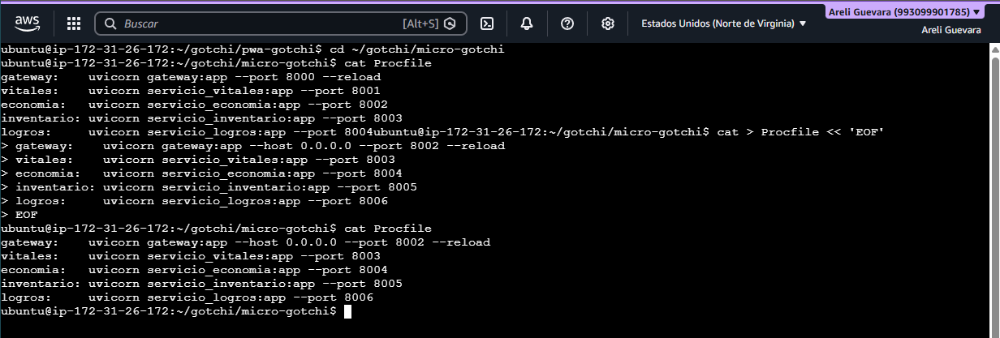 aws
Buscar
[Alt+S]
Estados Unidos (Norte de Virginia) ▼
Areli Guevara (993099901785) ▼
Areli Guevara
ubuntu@ip-172-31-26-172:~/gotchi/pwa-gotchi$ cd ~/gotchi/micro-gotchi
ubuntu@ip-172-31-26-172:~/gotchi/micro-gotchi$ cat Procfile
gateway:    uvicorn gateway:app --port 8000 --reload
vitales:    uvicorn servicio_vitales:app --port 8001
economia:   uvicorn servicio_economia:app --port 8002
inventario: uvicorn servicio_inventario:app --port 8003
logros:     uvicorn servicio_logros:app --port 8004ubuntu@ip-172-31-26-172:~/gotchi/micro-gotchi$ cat > Procfile << 'EOF'
> gateway:    uvicorn gateway:app --host 0.0.0.0 --port 8002 --reload
> vitales:    uvicorn servicio_vitales:app --port 8003
> economia:   uvicorn servicio_economia:app --port 8004
> inventario: uvicorn servicio_inventario:app --port 8005
> logros:     uvicorn servicio_logros:app --port 8006
> EOF
ubuntu@ip-172-31-26-172:~/gotchi/micro-gotchi$ cat Procfile
gateway:    uvicorn gateway:app --host 0.0.0.0 --port 8002 --reload
vitales:    uvicorn servicio_vitales:app --port 8003
economia:   uvicorn servicio_economia:app --port 8004
inventario: uvicorn servicio_inventario:app --port 8005
logros:     uvicorn servicio_logros:app --port 8006
ubuntu@ip-172-31-26-172:~/gotchi/micro-gotchi$